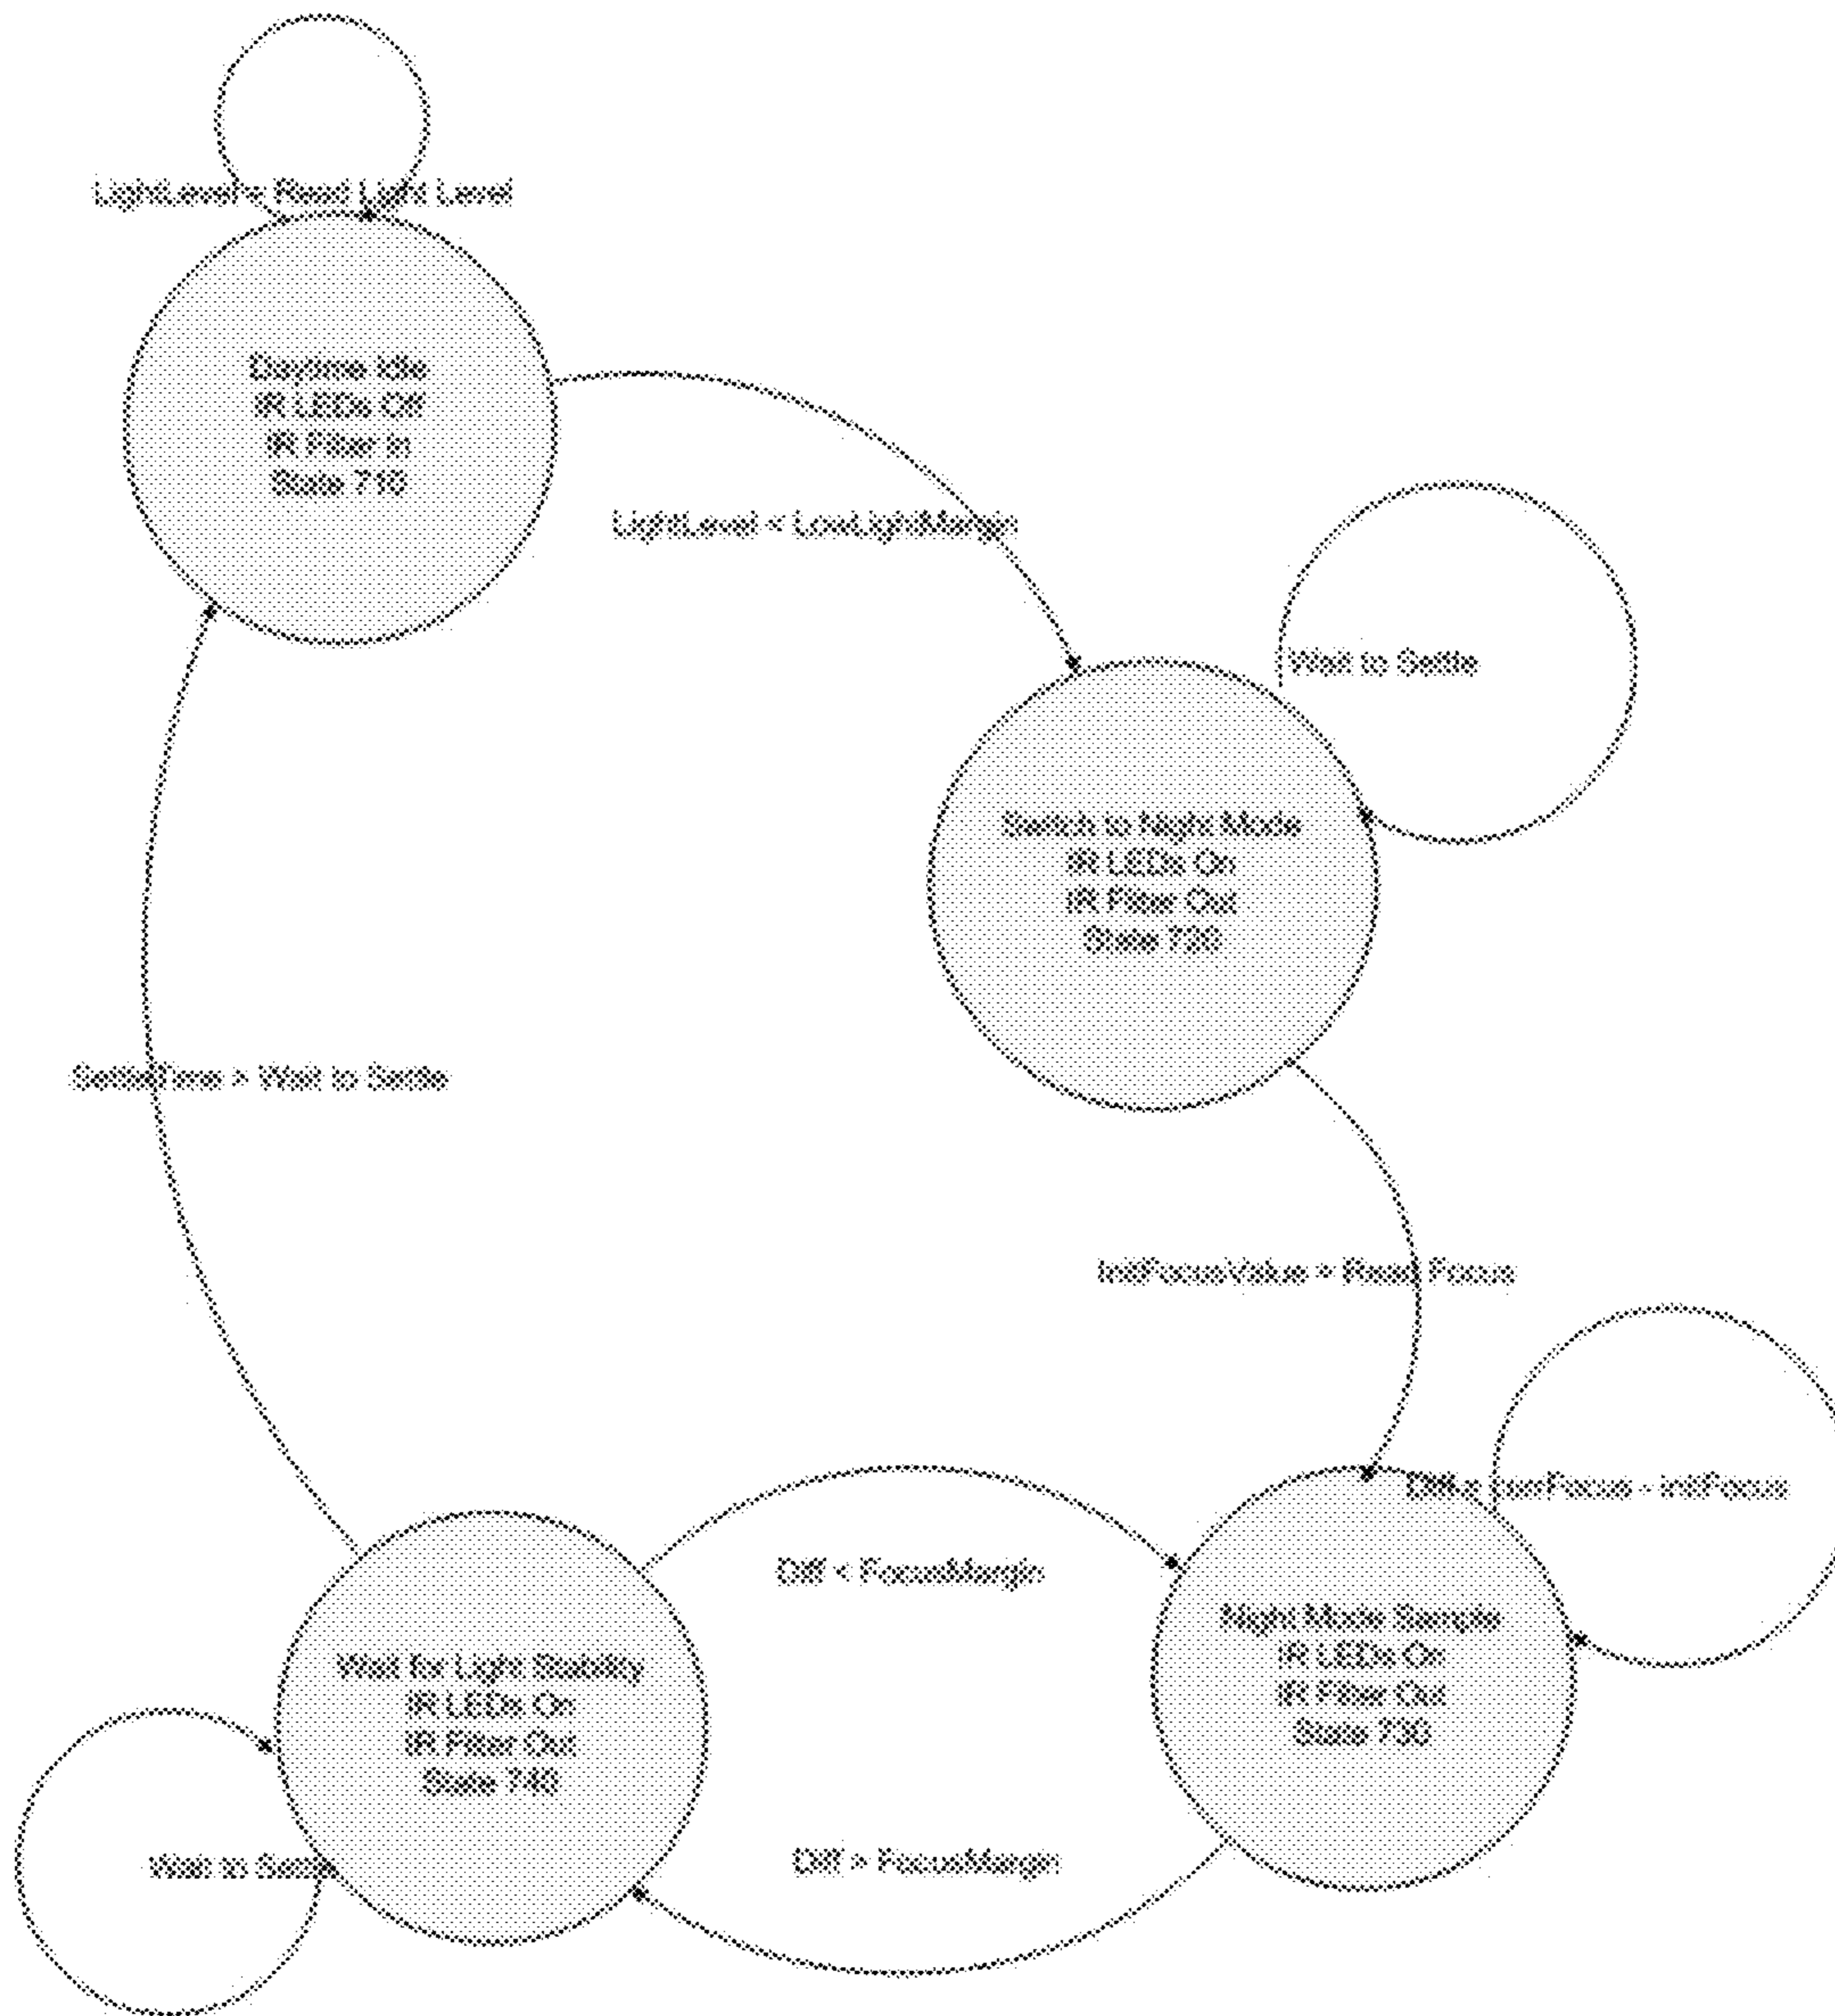 LightLevel = Read Light Level
Daytime Idle
IR LEDs Off
IR Filter In
State 710
LightLevel < LowLightMargin
Wait to Settle
Switch to Night Mode
IR LEDs On
IR Filter Out
State 720
SettleTime > Wait to Settle
InitFocusValue = Read Focus
Diff = CurrFocus - InitFocus
Diff < FocusMargin
Night Mode Sample
IR LEDs On
IR Filter Out
State 730
Wait for Light Stability
IR LEDs On
IR Filter Out
State 740
Wait to Settle
Diff > FocusMargin